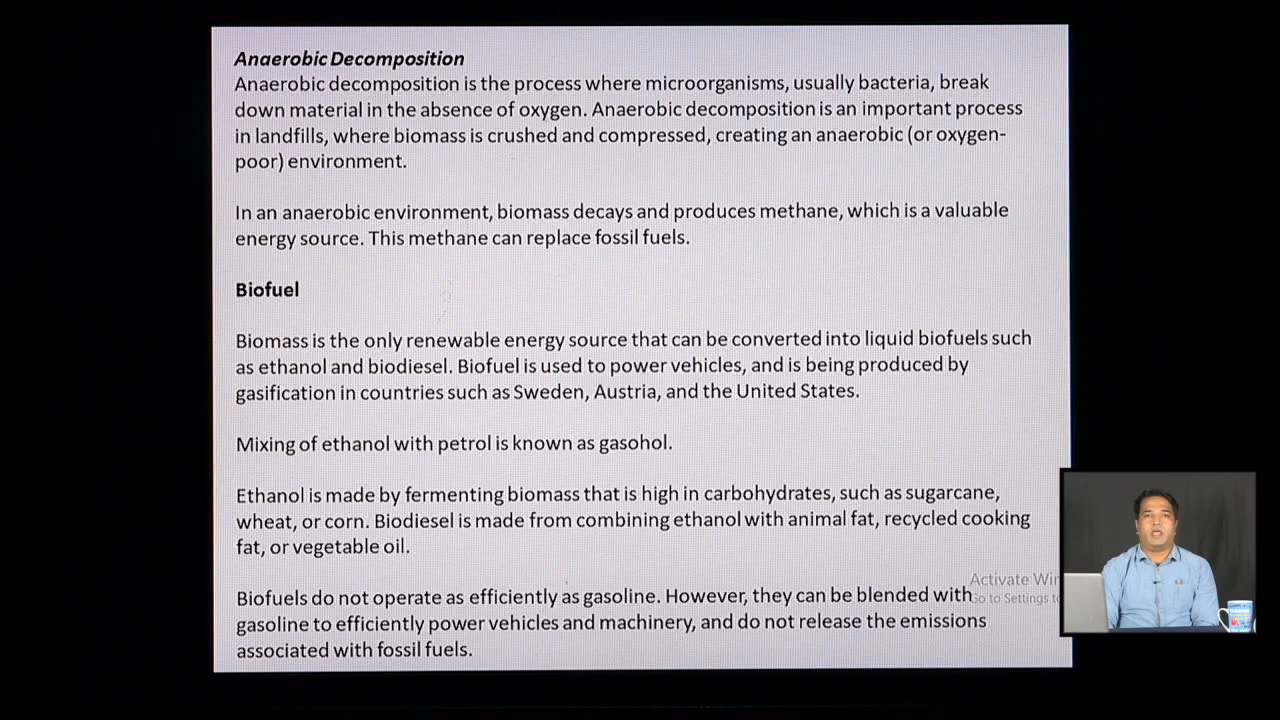 Anaerobic Decomposition
Anaerobic decomposition is the process where microorganisms, usually bacteria, break
down material in the absence of oxygen. Anaerobic decomposition is an important process
in landfills, where biomass is crushed and compressed, creating an anaerobic (or oxygen-
poor) environment.
In an anaerobic environment, biomass decays and produces methane, which is a valuable
energy source. This methane can replace fossil fuels.
Biofuel
Biomass is the only renewable energy source that can be converted into liquid biofuels such
as ethanol and biodiesel. Biofuel is used to power vehicles, and is being produced by
gasification in countries such as Sweden, Austria, and the United States.
Mixing of ethanol with petrol is known as gasohol.
Ethanol is made by fermenting biomass that is high in carbohydrates, such as sugarcane,
wheat, or corn. Biodiesel is made from combining ethanol with animal fat, recycled cooking
fat, or vegetable oil.
Activate Wi
Biofuels do not operate as efficiently as gasoline. However, they can be blended with
Go to Settings t
gasoline to efficiently power vehicles and machinery, and do not release the emissions
associated with fossil fuels.